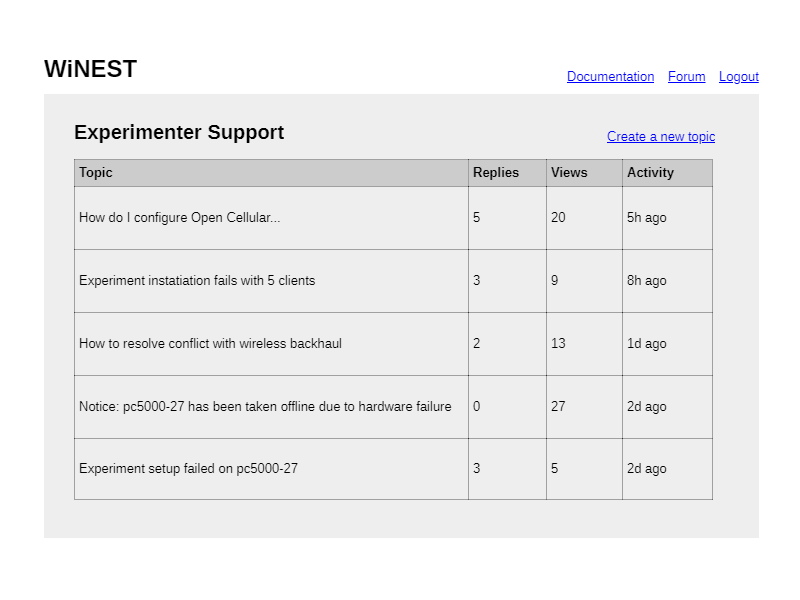 WiNEST
Documentation Forum Logout
Experimenter Support
Create a new topic
Topic Replies Views Activity
How do I configure Open Cellular... 5 20 5h ago
Experiment instatiation fails with 5 clients 3 9 8h ago
How to resolve conflict with wireless backhaul 2 13 1d ago
Notice: pc5000-27 has been taken offline due to hardware failure 0 27 2d ago
Experiment setup failed on pc5000-27 3 5 2d ago